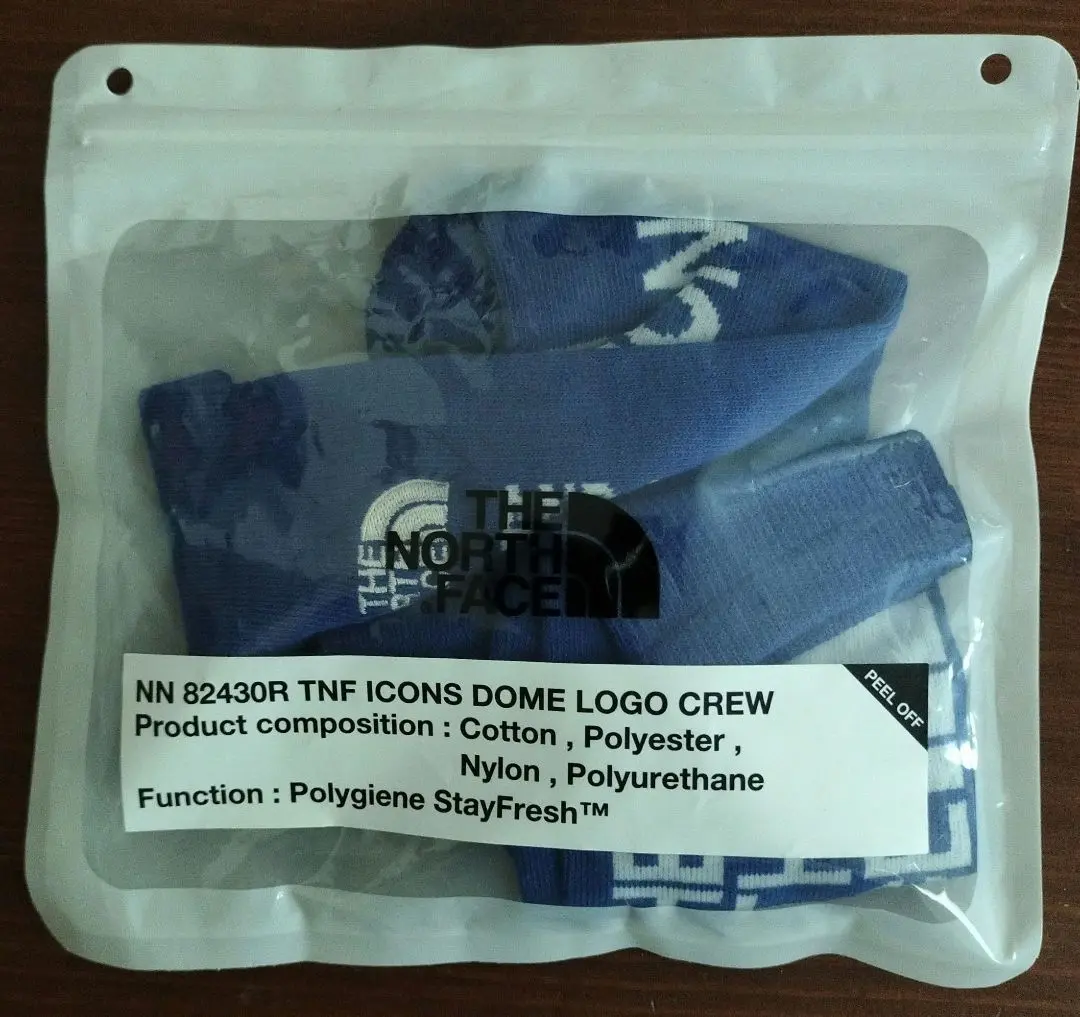 THE
NORTH
FACE
NN 82430R TNF ICONS DOME LOGO CREW
PEEL OFF
Product composition : Cotton , Polyester ,
Nylon , Polyurethane
Function : Polygiene StayFresh™